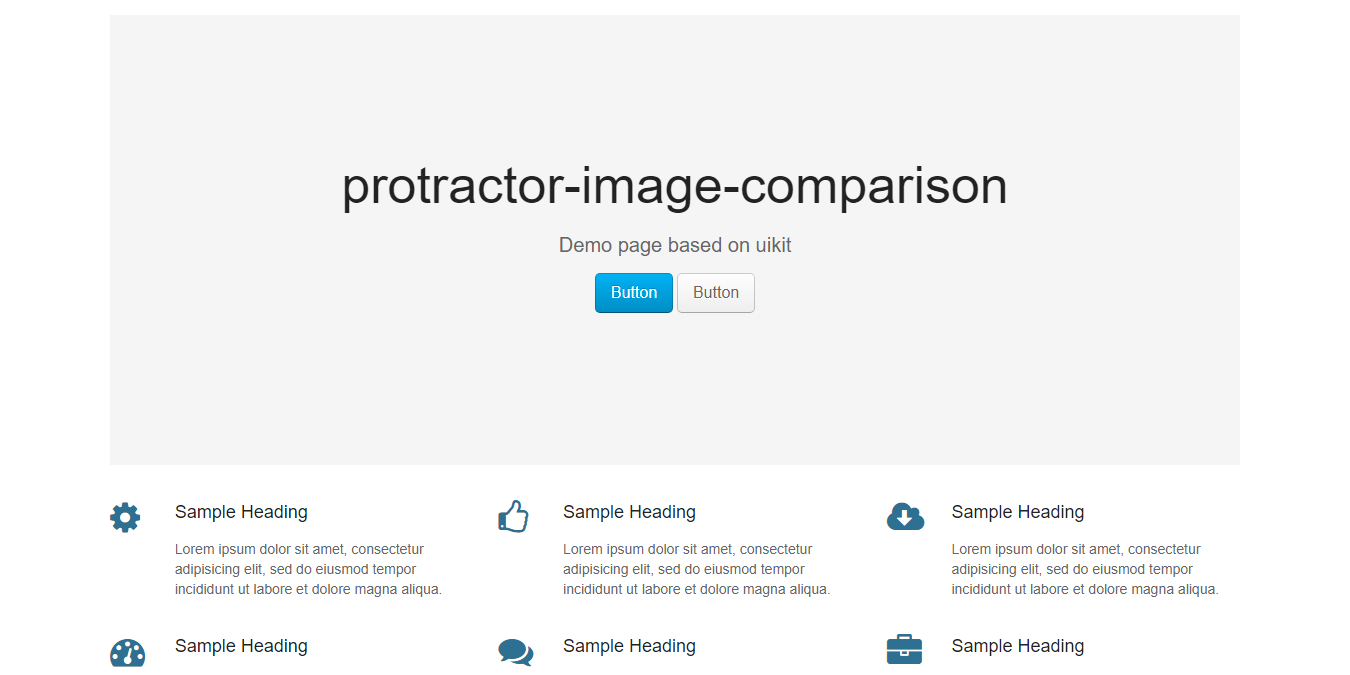 protractor-image-comparison
Demo page based on uikit
Button Button
Sample Heading
Lorem ipsum dolor sit amet, consectetur
adipisicing elit, sed do eiusmod tempor
incididunt ut labore et dolore magna aliqua.
Sample Heading
Lorem ipsum dolor sit amet, consectetur
adipisicing elit, sed do eiusmod tempor
incididunt ut labore et dolore magna aliqua.
Sample Heading
Lorem ipsum dolor sit amet, consectetur
adipisicing elit, sed do eiusmod tempor
incididunt ut labore et dolore magna aliqua.
Sample Heading
Sample Heading
Sample Heading